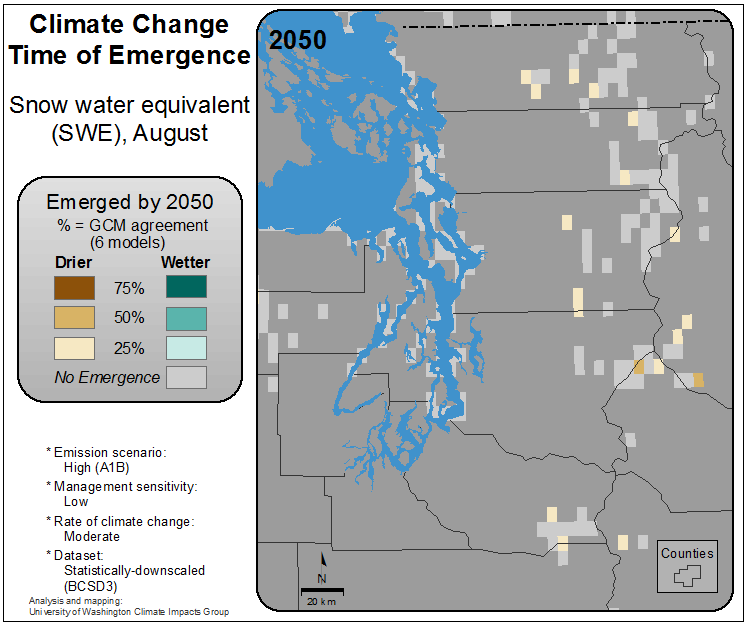 Climate Change
Time of Emergence
Snow water equivalent
(SWE), August
Emerged by 2050
% = GCM agreement
(6 models)
Drier Wetter
75%
50%
25%
No Emergence
* Emission scenario:
High (A1B)
* Management sensitivity:
Low
* Rate of climate change:
Moderate
* Dataset:
Statistically-downscaled
(BCSD3)
Analysis and mapping:
University of Washington Climate Impacts Group
2050
N
20 km
Counties